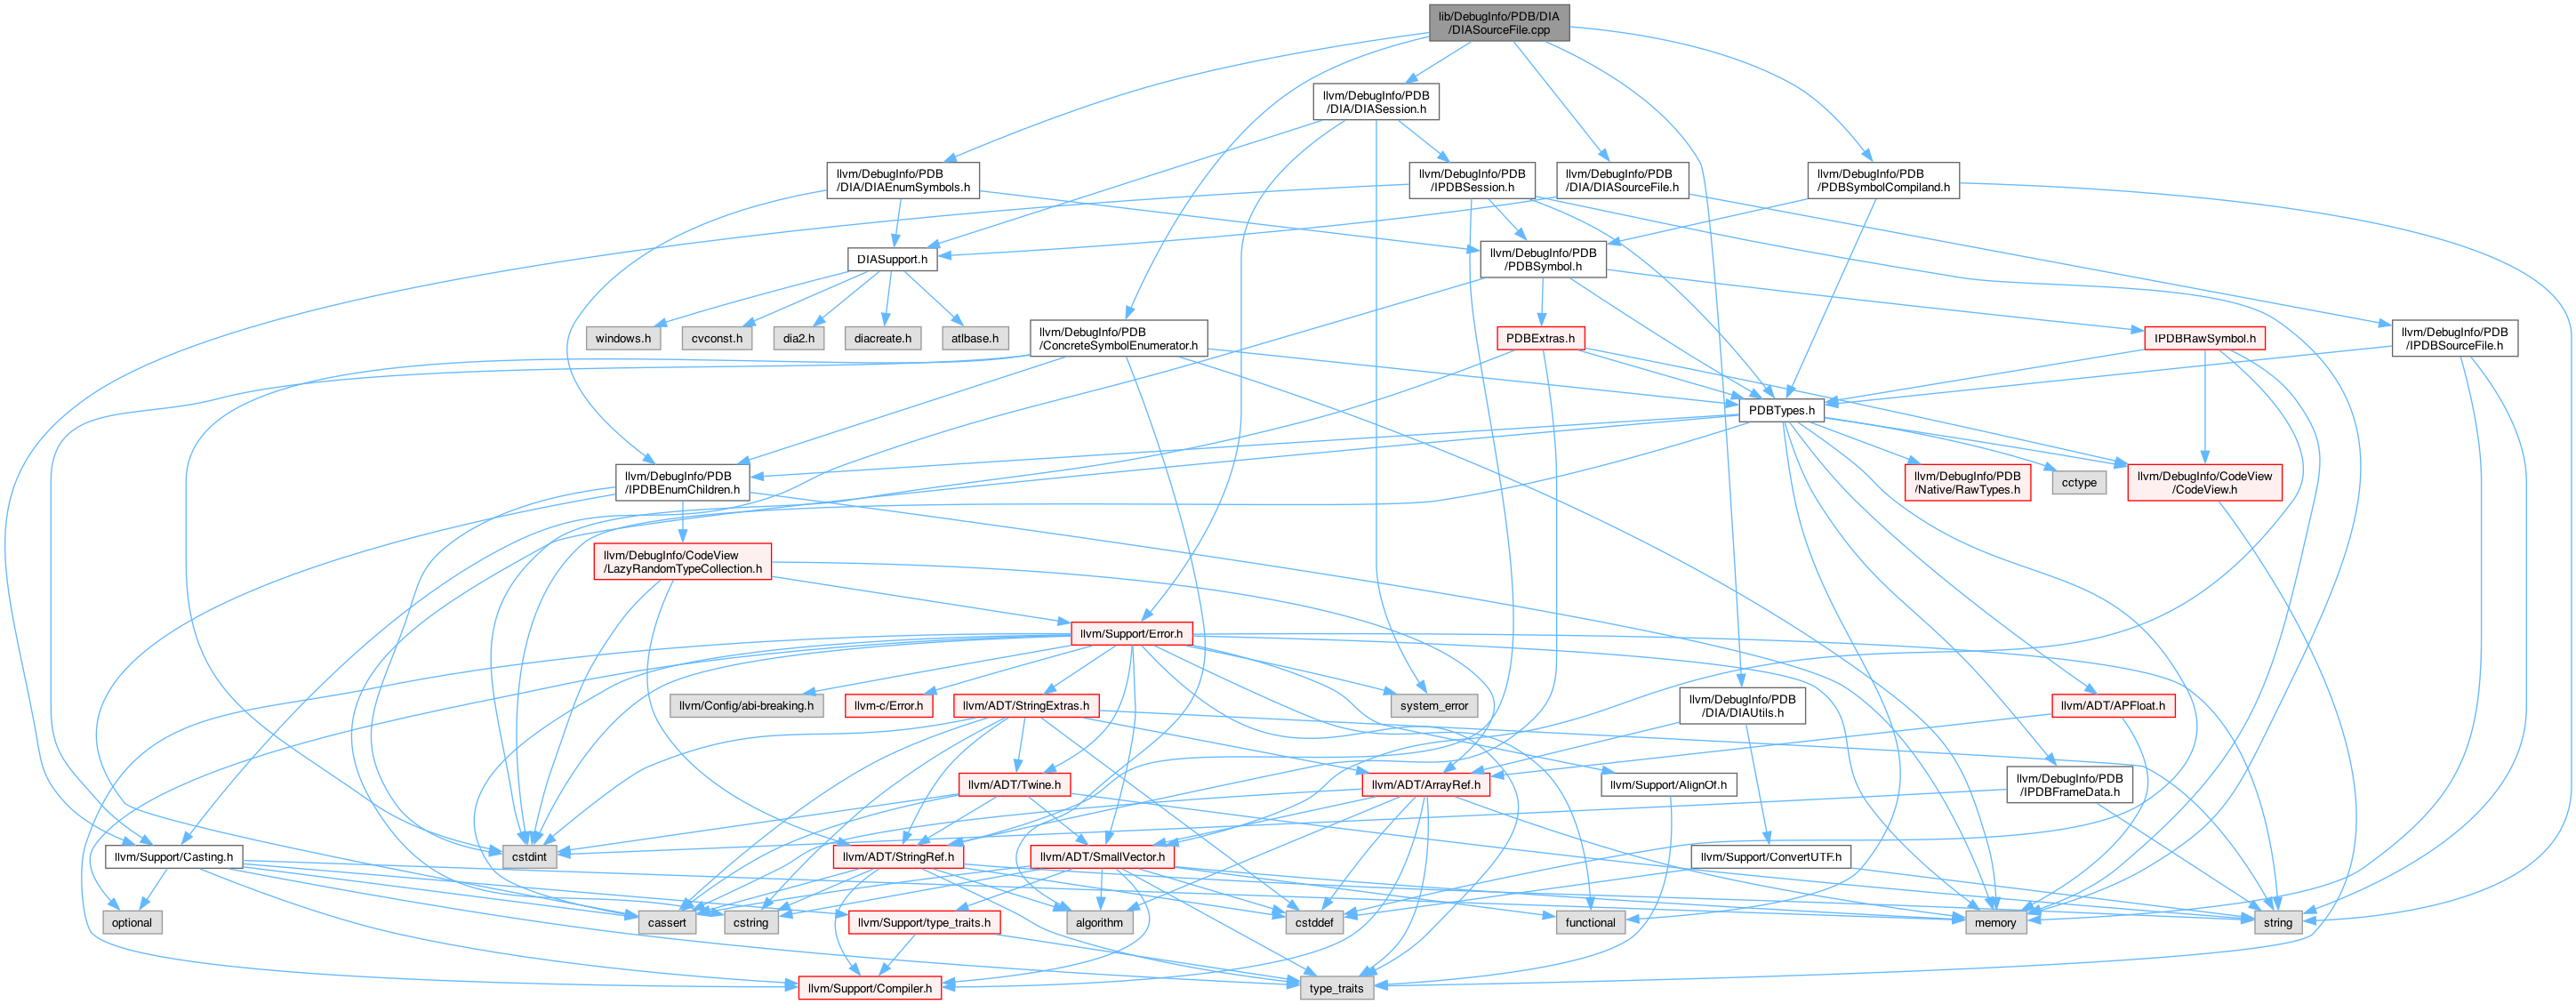 lib/DebugInfo/PDB/DIA
/DIASourceFile.cpp
llvm/DebugInfo/PDB
/DIA/DIASession.h
llvm/DebugInfo/PDB
/DIA/DIAEnumSymbols.h
llvm/DebugInfo/PDB
/IPDBSession.h
llvm/DebugInfo/PDB
/DIA/DIASourceFile.h
llvm/DebugInfo/PDB
/PDBSymbolCompiland.h
DIASupport.h
llvm/DebugInfo/PDB
/PDBSymbol.h
windows.h
cvconst.h
dia2.h
diacreate.h
atlbase.h
llvm/DebugInfo/PDB
/ConcreteSymbolEnumerator.h
PDBExtras.h
IPDBRawSymbol.h
llvm/DebugInfo/PDB
/IPDBSourceFile.h
PDBTypes.h
llvm/DebugInfo/PDB
/IPDBEnumChildren.h
llvm/DebugInfo/PDB
/Native/RawTypes.h
cctype
llvm/DebugInfo/CodeView
/CodeView.h
llvm/DebugInfo/CodeView
/LazyRandomTypeCollection.h
llvm/Support/Error.h
llvm/Config/abi-breaking.h
llvm-c/Error.h
llvm/ADT/StringExtras.h
system_error
llvm/DebugInfo/PDB
/DIA/DIAUtils.h
llvm/ADT/APFloat.h
llvm/ADT/Twine.h
llvm/ADT/ArrayRef.h
llvm/Support/AlignOf.h
llvm/DebugInfo/PDB
/IPDBFrameData.h
llvm/Support/Casting.h
cstdint
llvm/ADT/StringRef.h
llvm/ADT/SmallVector.h
llvm/Support/ConvertUTF.h
optional
cassert
cstring
llvm/Support/type_traits.h
algorithm
cstddef
functional
memory
string
llvm/Support/Compiler.h
type_traits